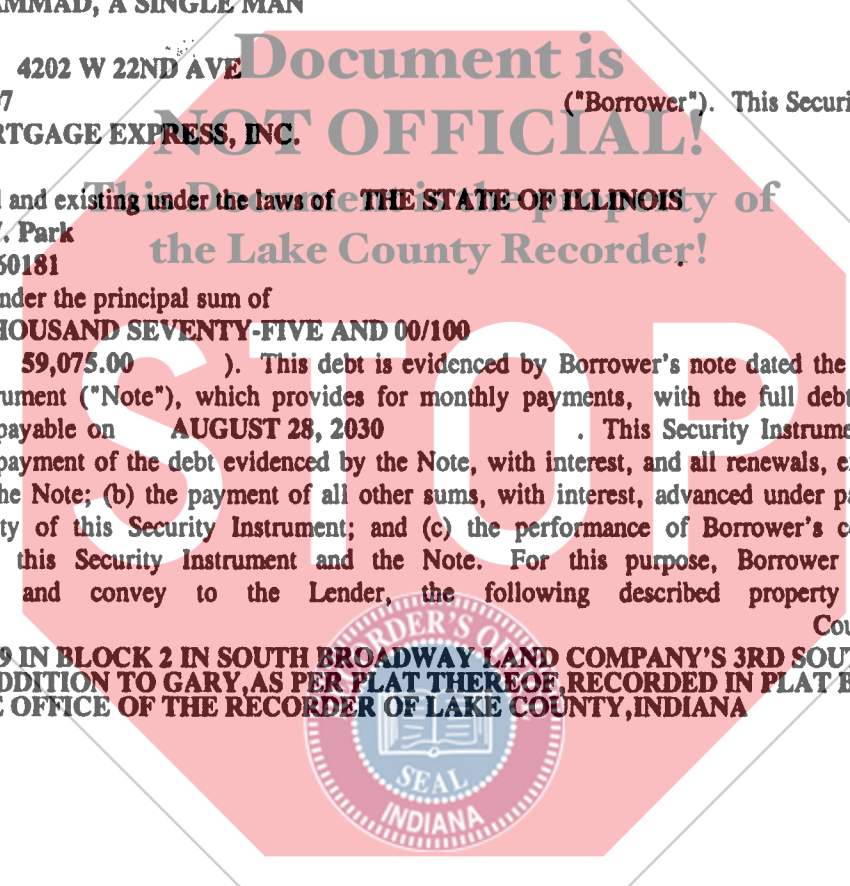 AMMAD, A SINGLE MAN
Document is
4202 W 22ND AVE
07
("Borrower"). This Securi
NOT OFFICIAL!
RTGAGE EXPRESS, INC.
This Document is the property of
d and existing under the laws of THE STATE OF ILLINOIS
. Park
the Lake County Recorder!
60181
nder the principal sum of
HOUSAND SEVENTY-FIVE AND 00/100
59,075.00 ). This debt is evidenced by Borrower's note dated the
rument ("Note"), which provides for monthly payments, with the full debt
payable on AUGUST 28, 2030 . This Security Instrume
payment of the debt evidenced by the Note, with interest, and all renewals, e
he Note; (b) the payment of all other sums, with interest, advanced under pa
ty of this Security Instrument; and (c) the performance of Borrower's c
this Security Instrument and the Note. For this purpose, Borrower
and convey to the Lender, the following described property
Cou
9 IN BLOCK 2 IN SOUTH BROADWAY LAND COMPANY'S 3RD SOUT
DDITION TO GARY,AS PER PLAT THEREOF,RECORDED IN PLAT B
E OFFICE OF THE RECORDER OF LAKE COUNTY,INDIANA
STOP
SEAL
INDIANA